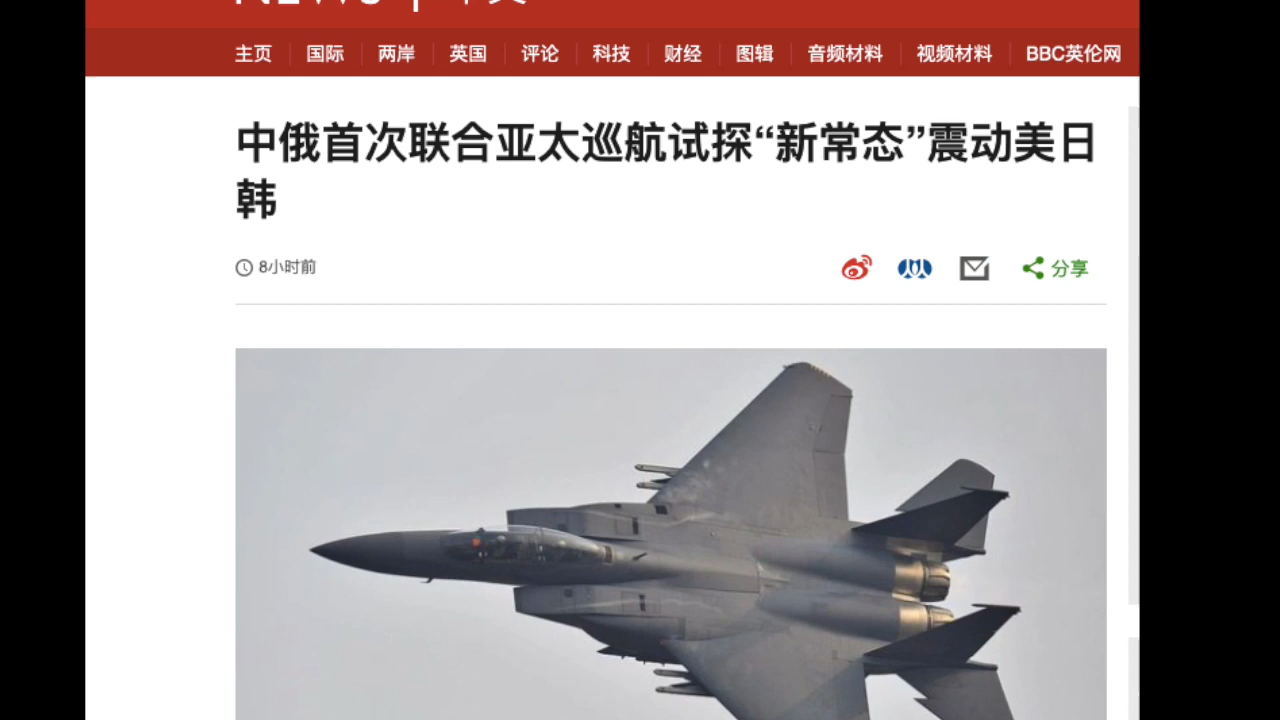 主页 国际 两岸 英国 评论 科技 财经 图辑 音频材料 视频材料 BBC英伦网
中俄首次联合亚太巡航试探“新常态”震动美日
韩
8小时前
分享